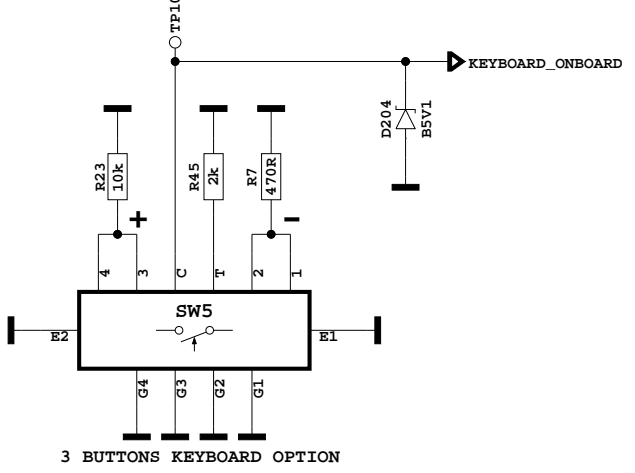 TP10
KEYBOARD_ONBOARD
D204
B5V1
R23
10k
R45
2k
R7
470R
+
-
4
3
C
T
2
1
SW5
E2
E1
G4
G3
G2
G1
3 BUTTONS KEYBOARD OPTION